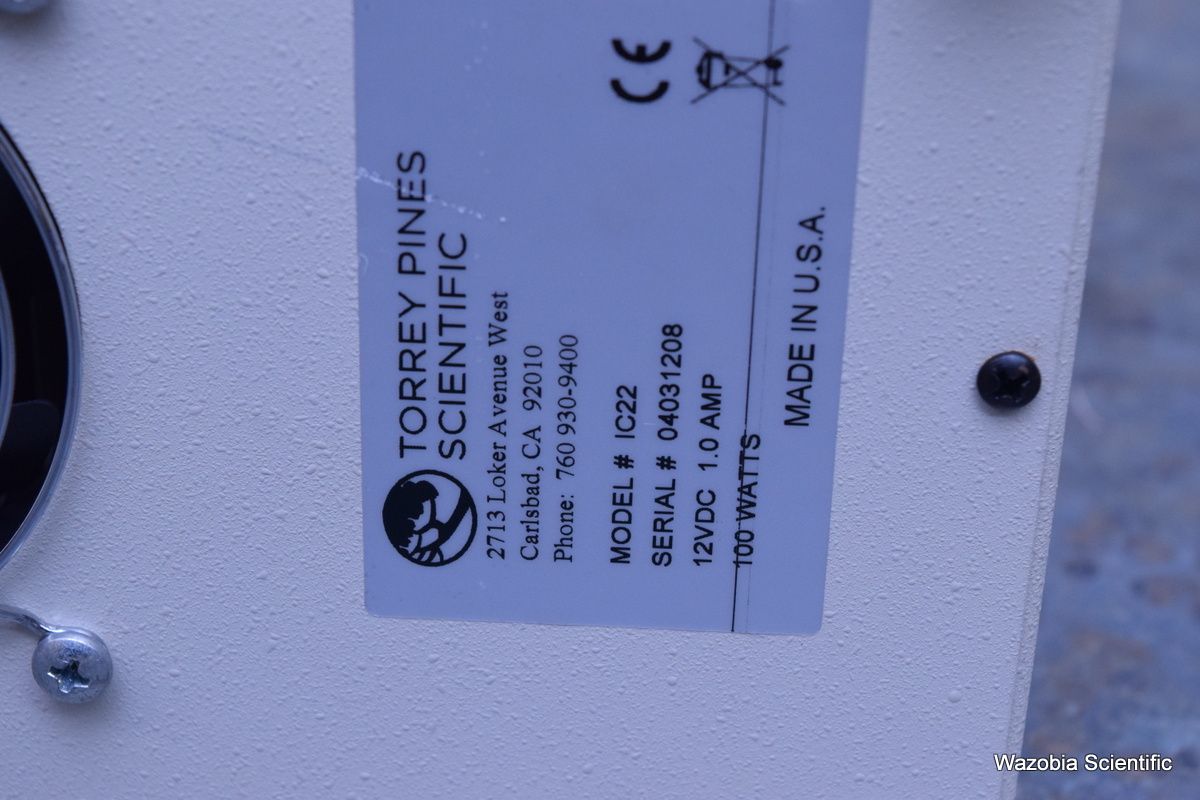 TORREY PINES
SCIENTIFIC
2713 Loker Avenue West
Carlsbad, CA 92010
Phone: 760 930-9400
MODEL # IC22
SERIAL # 04031208
12VDC 1.0 AMP
100 WATTS
MADE IN U.S.A.
CE
Wazobia Scientific